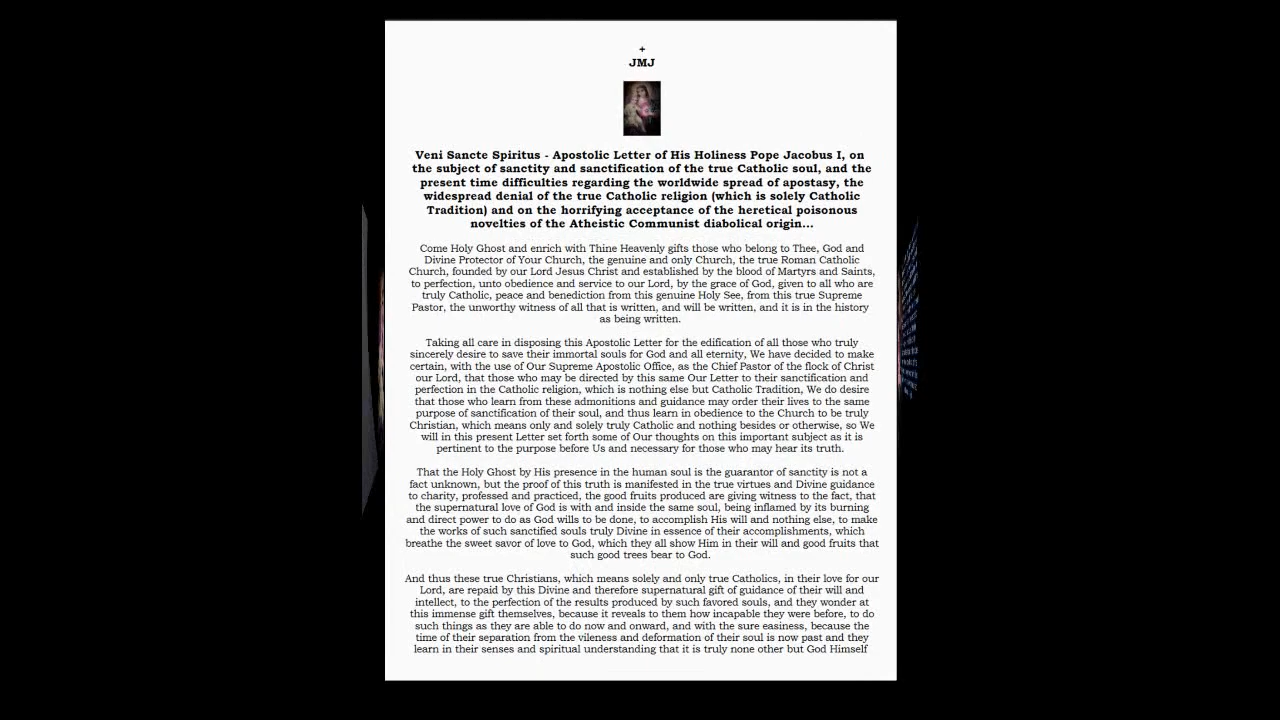 +
JMJ
Veni Sancte Spiritus - Apostolic Letter of His Holiness Pope Jacobus I, on
the subject of sanctity and sanctification of the true Catholic soul, and the
present time difficulties regarding the worldwide spread of apostasy, the
widespread denial of the true Catholic religion (which is solely Catholic
Tradition) and on the horrifying acceptance of the heretical poisonous
novelties of the Atheistic Communist diabolical origin...
Come Holy Ghost and enrich with Thine Heavenly gifts those who belong to Thee, God and
Divine Protector of Your Church, the genuine and only Church, the true Roman Catholic
Church, founded by our Lord Jesus Christ and established by the blood of Martyrs and Saints,
to perfection, unto obedience and service to our Lord, by the grace of God, given to all who are
truly Catholic, peace and benediction from this genuine Holy See, from this true Supreme
Pastor, the unworthy witness of all that is written, and will be written, and it is in the history
as being written.
Taking all care in disposing this Apostolic Letter for the edification of all those who truly
sincerely desire to save their immortal souls for God and all eternity, We have decided to make
certain, with the use of Our Supreme Apostolic Office, as the Chief Pastor of the flock of Christ
our Lord, that those who may be directed by this same Our Letter to their sanctification and
perfection in the Catholic religion, which is nothing else but Catholic Tradition, We do desire
that those who learn from these admonitions and guidance may order their lives to the same
purpose of sanctification of their soul, and thus learn in obedience to the Church to be truly
Christian, which means only and solely truly Catholic and nothing besides or otherwise, so We
will in this present Letter set forth some of Our thoughts on this important subject as it is
pertinent to the purpose before Us and necessary for those who may hear its truth.
That the Holy Ghost by His presence in the human soul is the guarantor of sanctity is not a
fact unknown, but the proof of this truth is manifested in the true virtues and Divine guidance
to charity, professed and practiced, the good fruits produced are giving witness to the fact, that
the supernatural love of God is with and inside the same soul, being inflamed by its burning
and direct power to do as God wills to be done, to accomplish His will and nothing else, to make
the works of such sanctified souls truly Divine in essence of their accomplishments, which
breathe the sweet savor of love to God, which they all show Him in their will and good fruits that
such good trees bear to God.
And thus these true Christians, which means solely and only true Catholics, in their love for our
Lord, are repaid by this Divine and therefore supernatural gift of guidance of their will and
intellect, to the perfection of the results produced by such favored souls, and they wonder at
this immense gift themselves, because it reveals to them how incapable they were before, to do
such things as they are able to do now and onward, and with the sure easiness, because the
time of their separation from the vileness and deformation of their soul is now past and they
learn in their senses and spiritual understanding that it is truly none other but God Himself